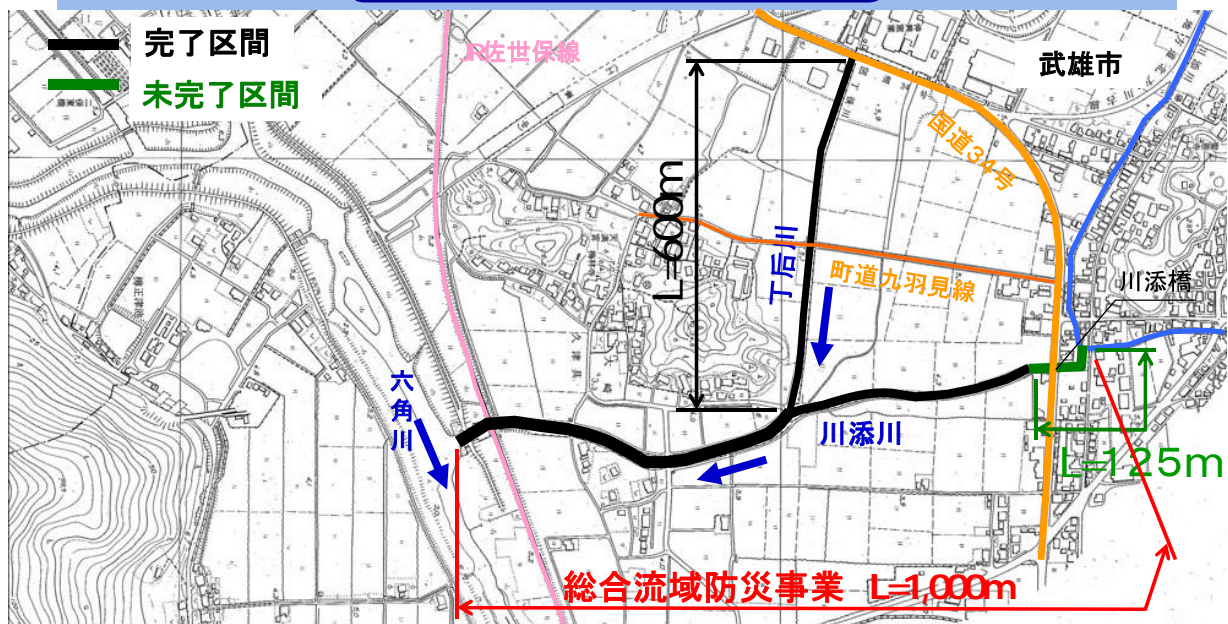 完了区間
未完了区間
JR佐世保線
武雄市
国道34号
L=600m
丁后川
町道九羽見線
川添橋
六角川
川添川
L=125m
総合流域防災事業 L=1,000m